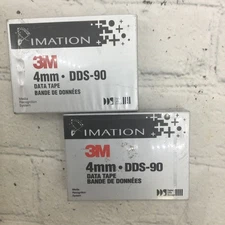 IMATION
3M
4mm • DDS-90
DATA TAPE
BANDE DE DONNÉES
IMATION
3M
4mm • DDS-90
DATA TAPE
BANDE DE DONNÉES